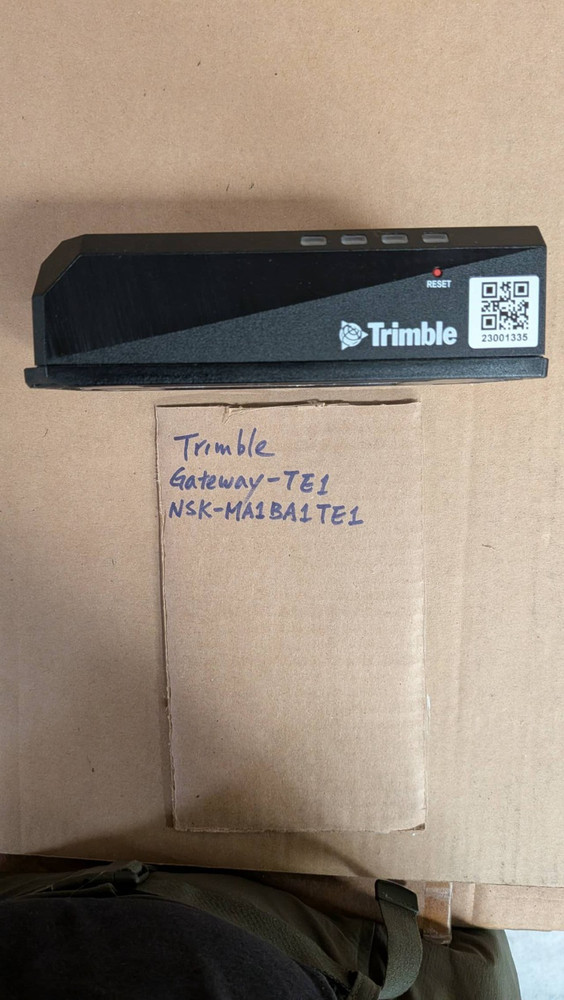 RESET
Trimble
23001335
Trimble
Gateway-TE1
NSK-MA1BA1TE1